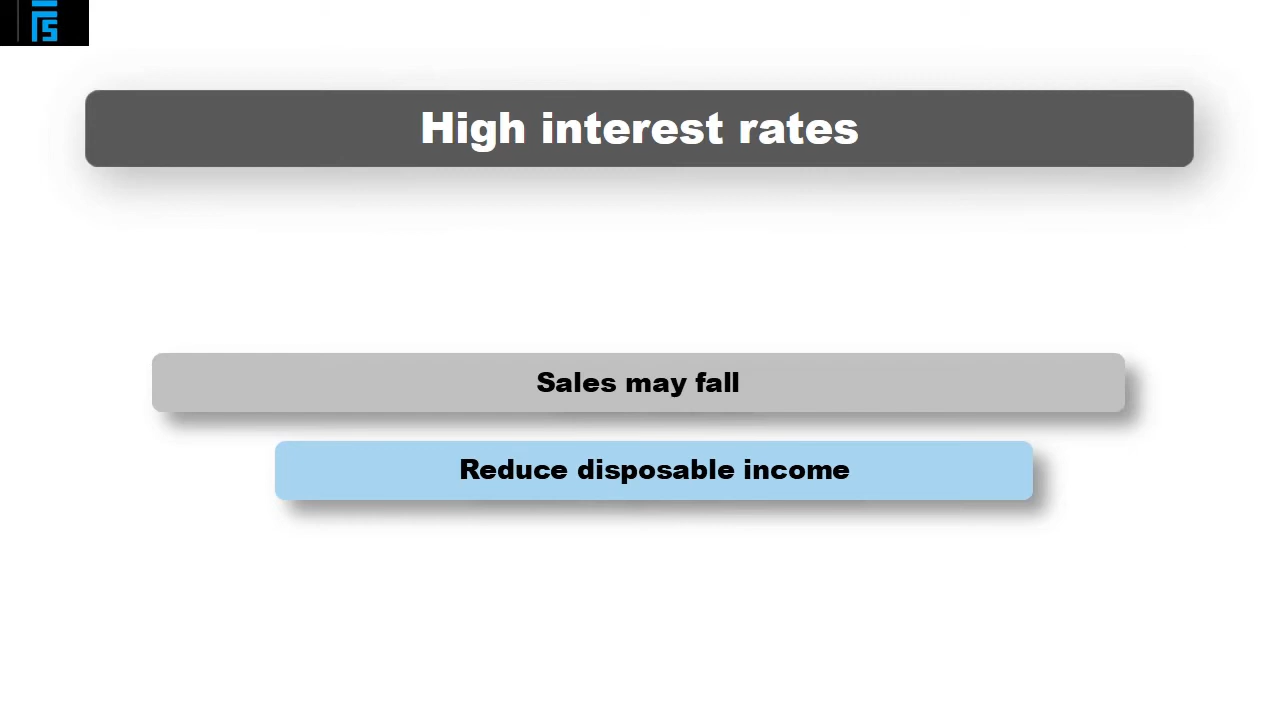 High interest rates
Sales may fall
Reduce disposable income